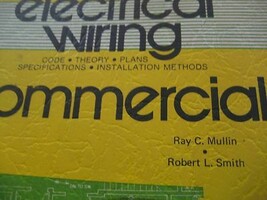 electrical
wiring
CODE • THEORY • PLANS
SPECIFICATIONS • INSTALLATION METHODS
ommercial
Ray C. Mullin
•
Robert L. Smith